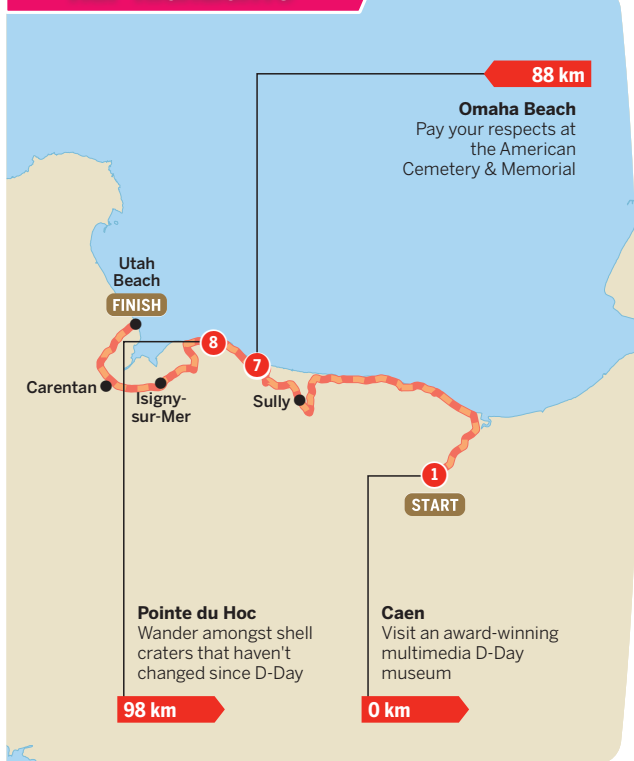 88 km
Omaha Beach
Pay your respects at
the American
Cemetery & Memorial
Utah
Beach
FINISH
8
7
Carentan
Isigny-
sur-Mer
Sully
1
START
Pointe du Hoc
Wander amongst shell
craters that haven't
changed since D-Day
98 km
Caen
Visit an award-winning
multimedia D-Day
museum
0 km